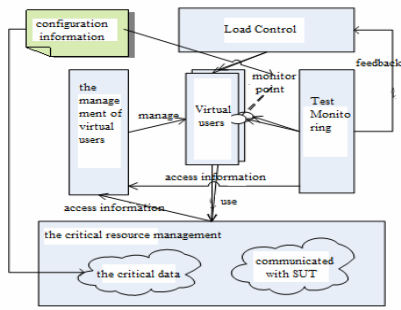 configuration
information
Load Control
feedback
monitor
point
the
manage
ment of
virtual
users
manage
Virtual
users
Test
Monito
ring
access information
access information
use
the critical resource management
the critical data
communicated
with SUT